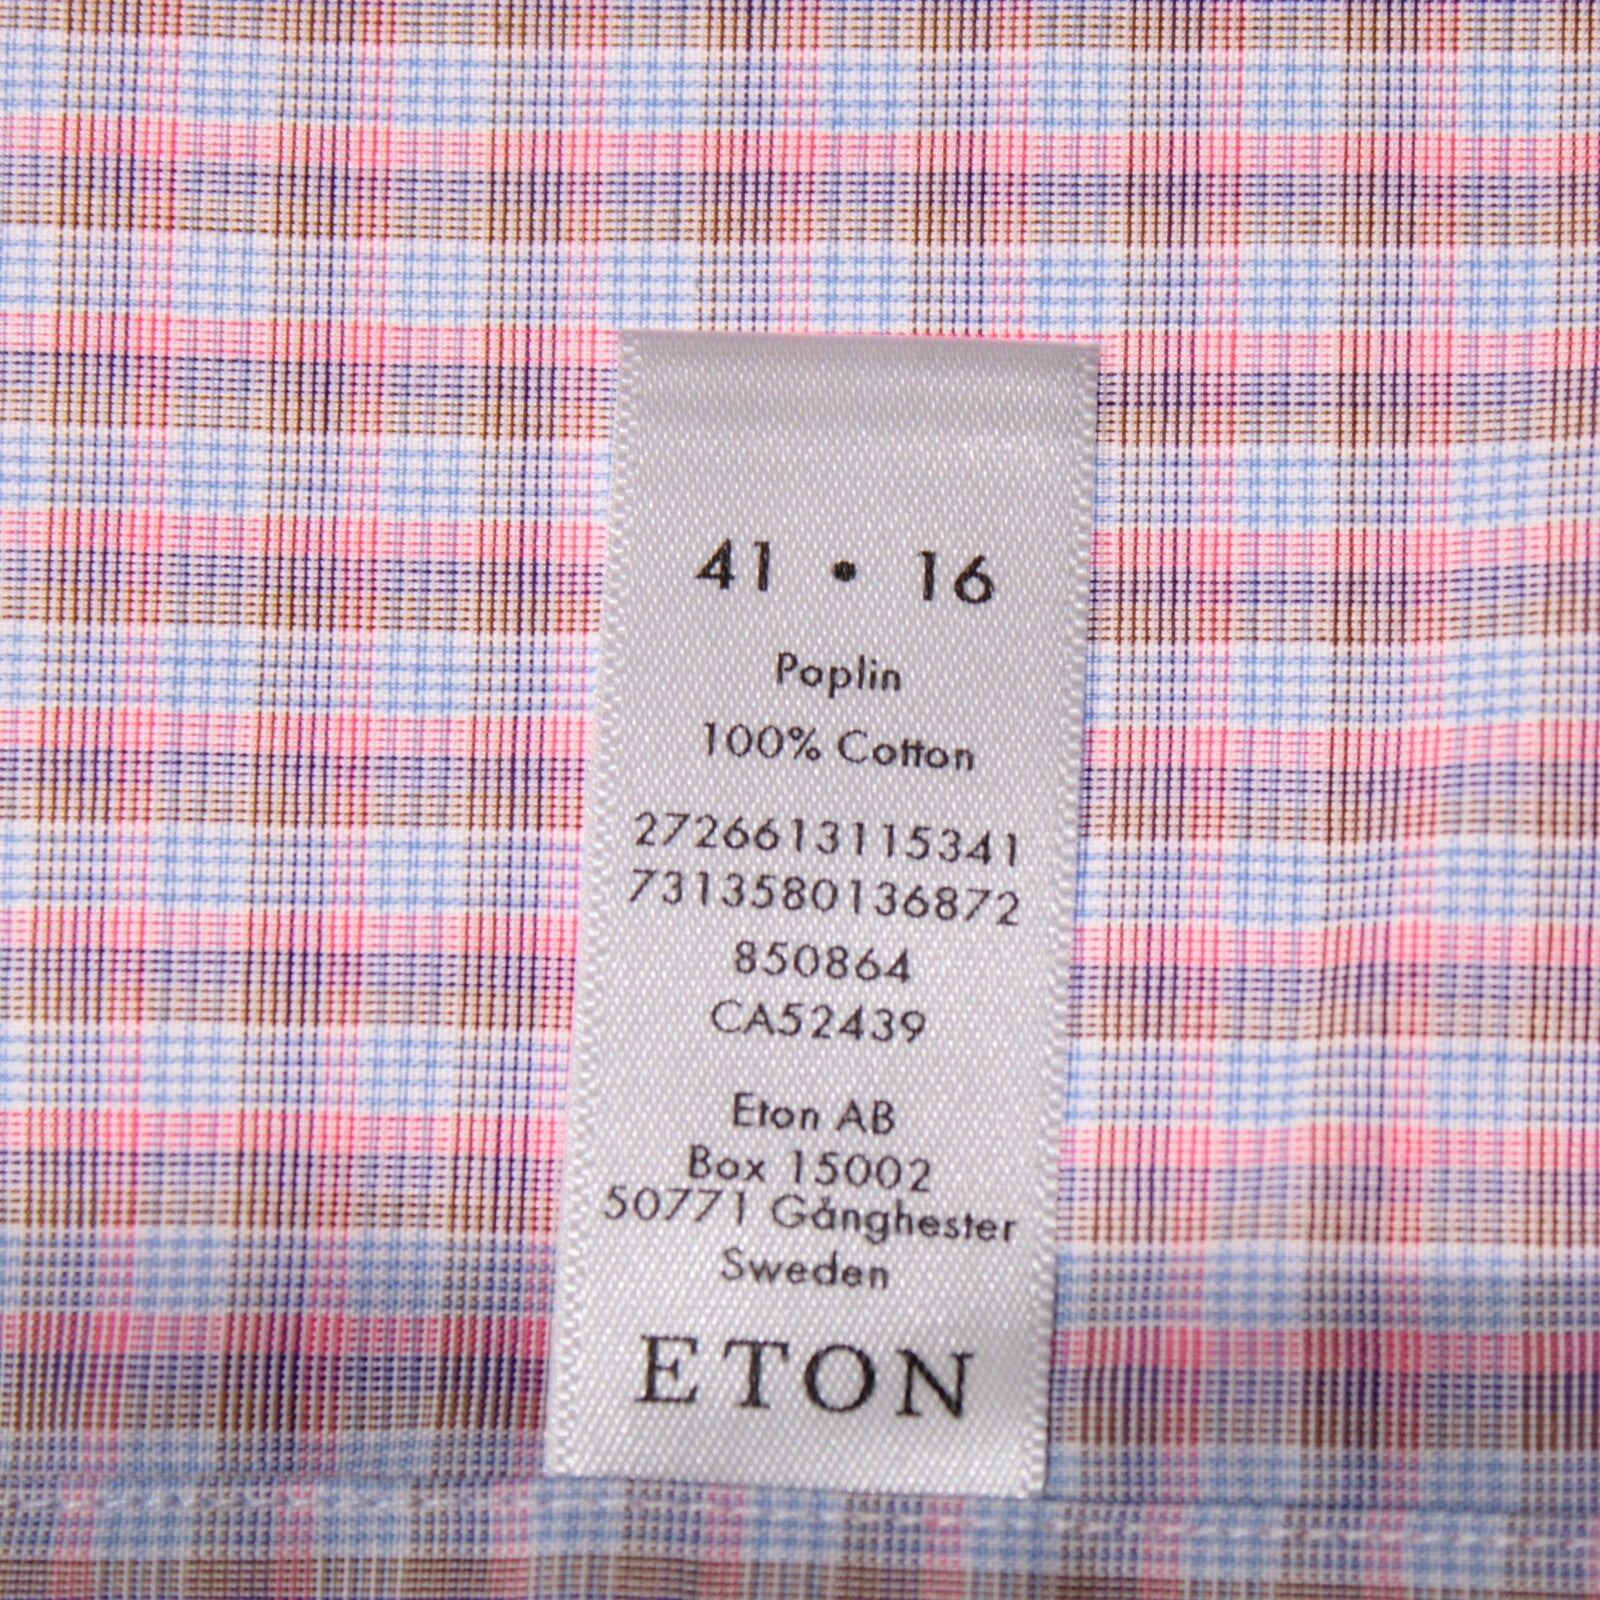 41 • 16
Poplin
100% Cotton
2726613115341
7313580136872
850864
CA52439
Eton AB
Box 15002
50771 Gånghester
Sweden
ETON